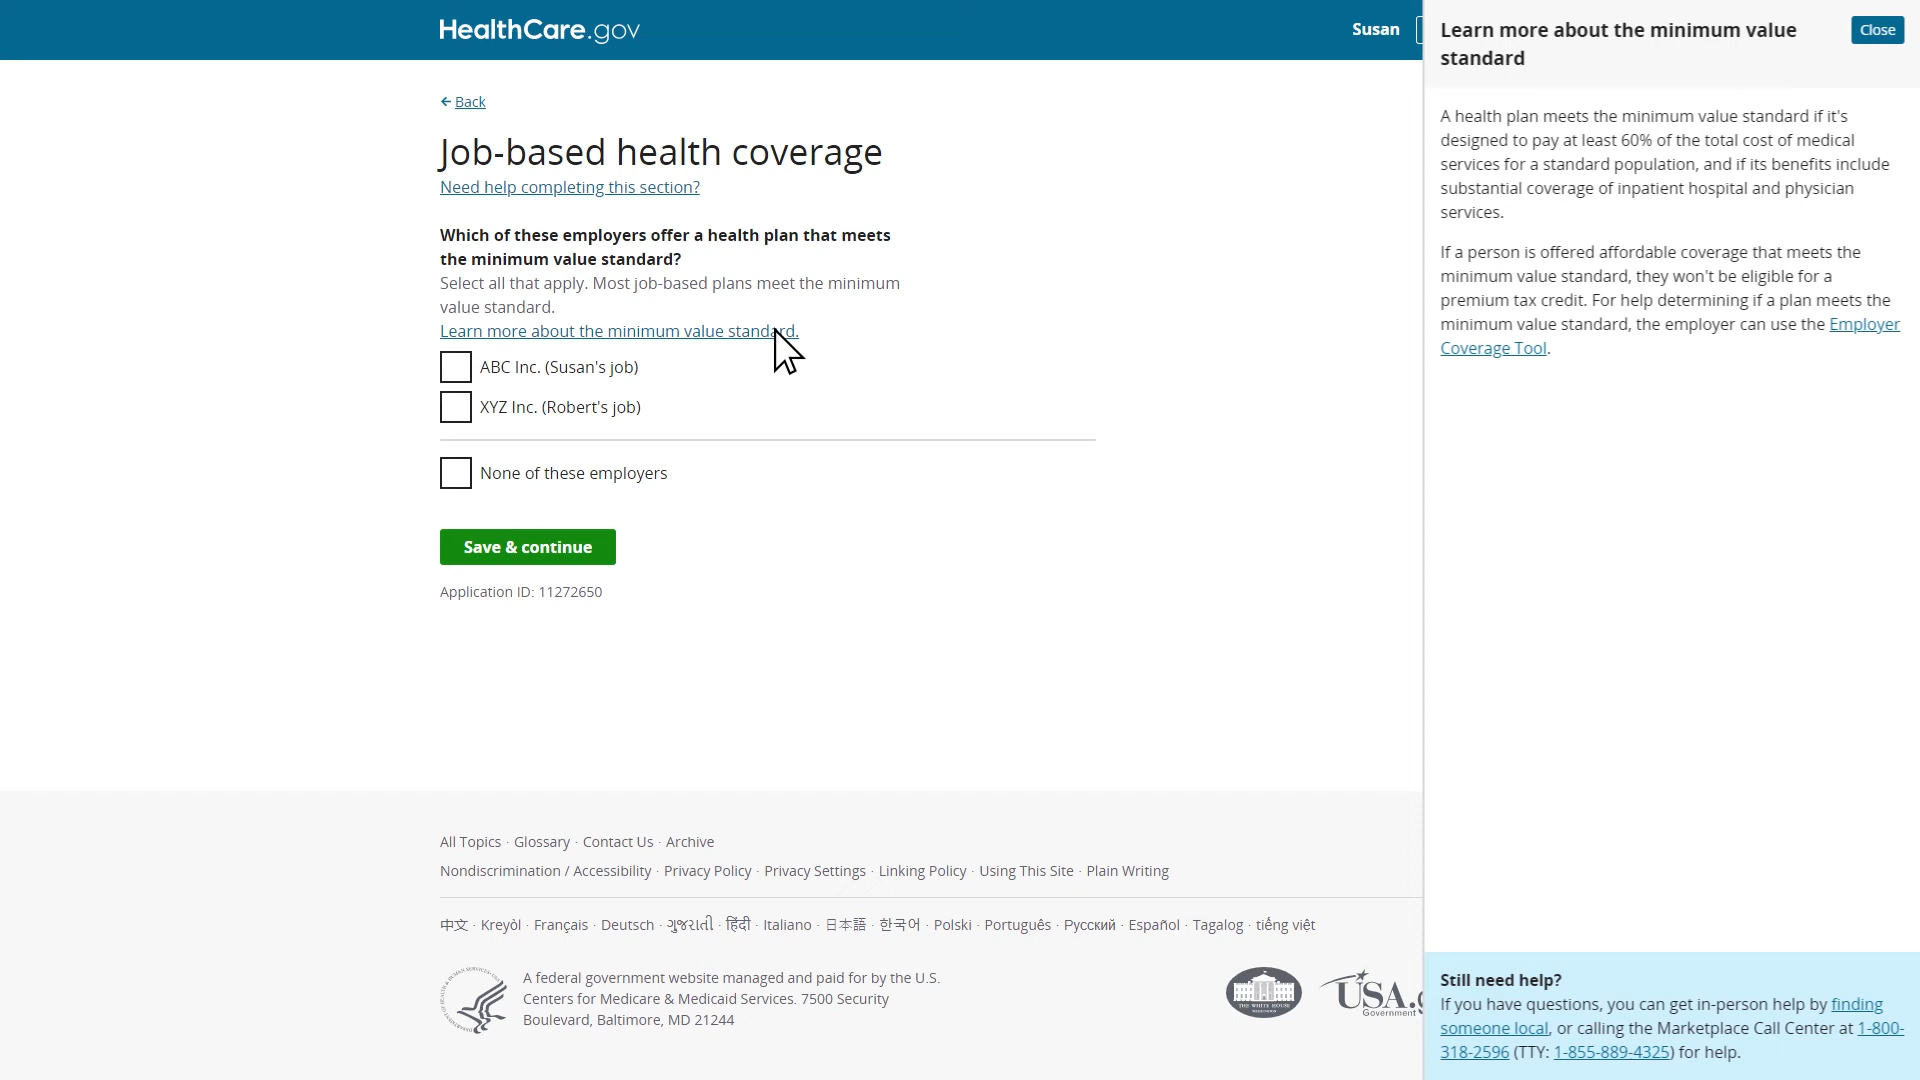 HealthCare.gov
Susan
Back
Job-based health coverage
Need help completing this section?
Which of these employers offer a health plan that meets
the minimum value standard?
Select all that apply. Most job-based plans meet the minimum
value standard.
Learn more about the minimum value standard.
ABC Inc. (Susan's job)
XYZ Inc. (Robert's job)
None of these employers
Save & continue
Application ID: 11272650
All Topics · Glossary · Contact Us · Archive
Nondiscrimination / Accessibility · Privacy Policy · Privacy Settings · Linking Policy · Using This Site · Plain Writing
中文 · Kreyòl · Français · Deutsch · ગુજરાતી · हिंदी · Italiano · 日本語 · 한국어 · Polski · Português · Русский · Español · Tagalog · tiếng việt
A federal government website managed and paid for by the U.S.
Centers for Medicare & Medicaid Services. 7500 Security
Boulevard, Baltimore, MD 21244
THE WHITE HOUSE
WASHINGTON
USA.g
Government
Learn more about the minimum value
standard
Close
A health plan meets the minimum value standard if it's
designed to pay at least 60% of the total cost of medical
services for a standard population, and if its benefits include
substantial coverage of inpatient hospital and physician
services.
If a person is offered affordable coverage that meets the
minimum value standard, they won't be eligible for a
premium tax credit. For help determining if a plan meets the
minimum value standard, the employer can use the Employer
Coverage Tool.
Still need help?
If you have questions, you can get in-person help by finding
someone local, or calling the Marketplace Call Center at 1-800-
318-2596 (TTY: 1-855-889-4325) for help.